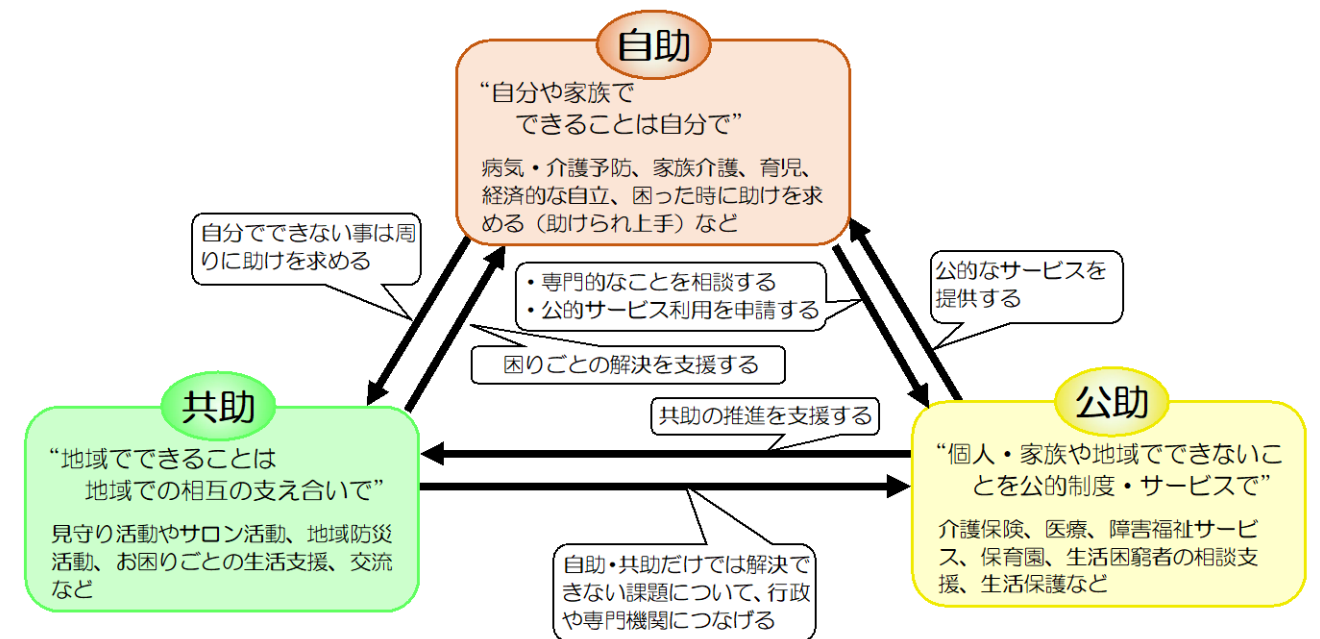 自助
“自分や家族で
できることは自分で”
病気・介護予防、家族介護、育児、
経済的な自立、困った時に助けを求
める（助けられ上手）など
自分でできない事は周
りに助けを求める
・専門的なことを相談する
・公的サービス利用を申請する
公的なサービスを
提供する
困りごとの解決を支援する
共助
“地域でできることは
地域での相互の支え合いで”
見守り活動やサロン活動、地域防災
活動、お困りごとの生活支援、交流
など
共助の推進を支援する
自助・共助だけでは解決で
きない課題について、行政
や専門機関につなげる
公助
“個人・家族や地域でできないこ
とを公的制度・サービスで”
介護保険、医療、障害福祉サービ
ス、保育園、生活困窮者の相談支
援、生活保護など